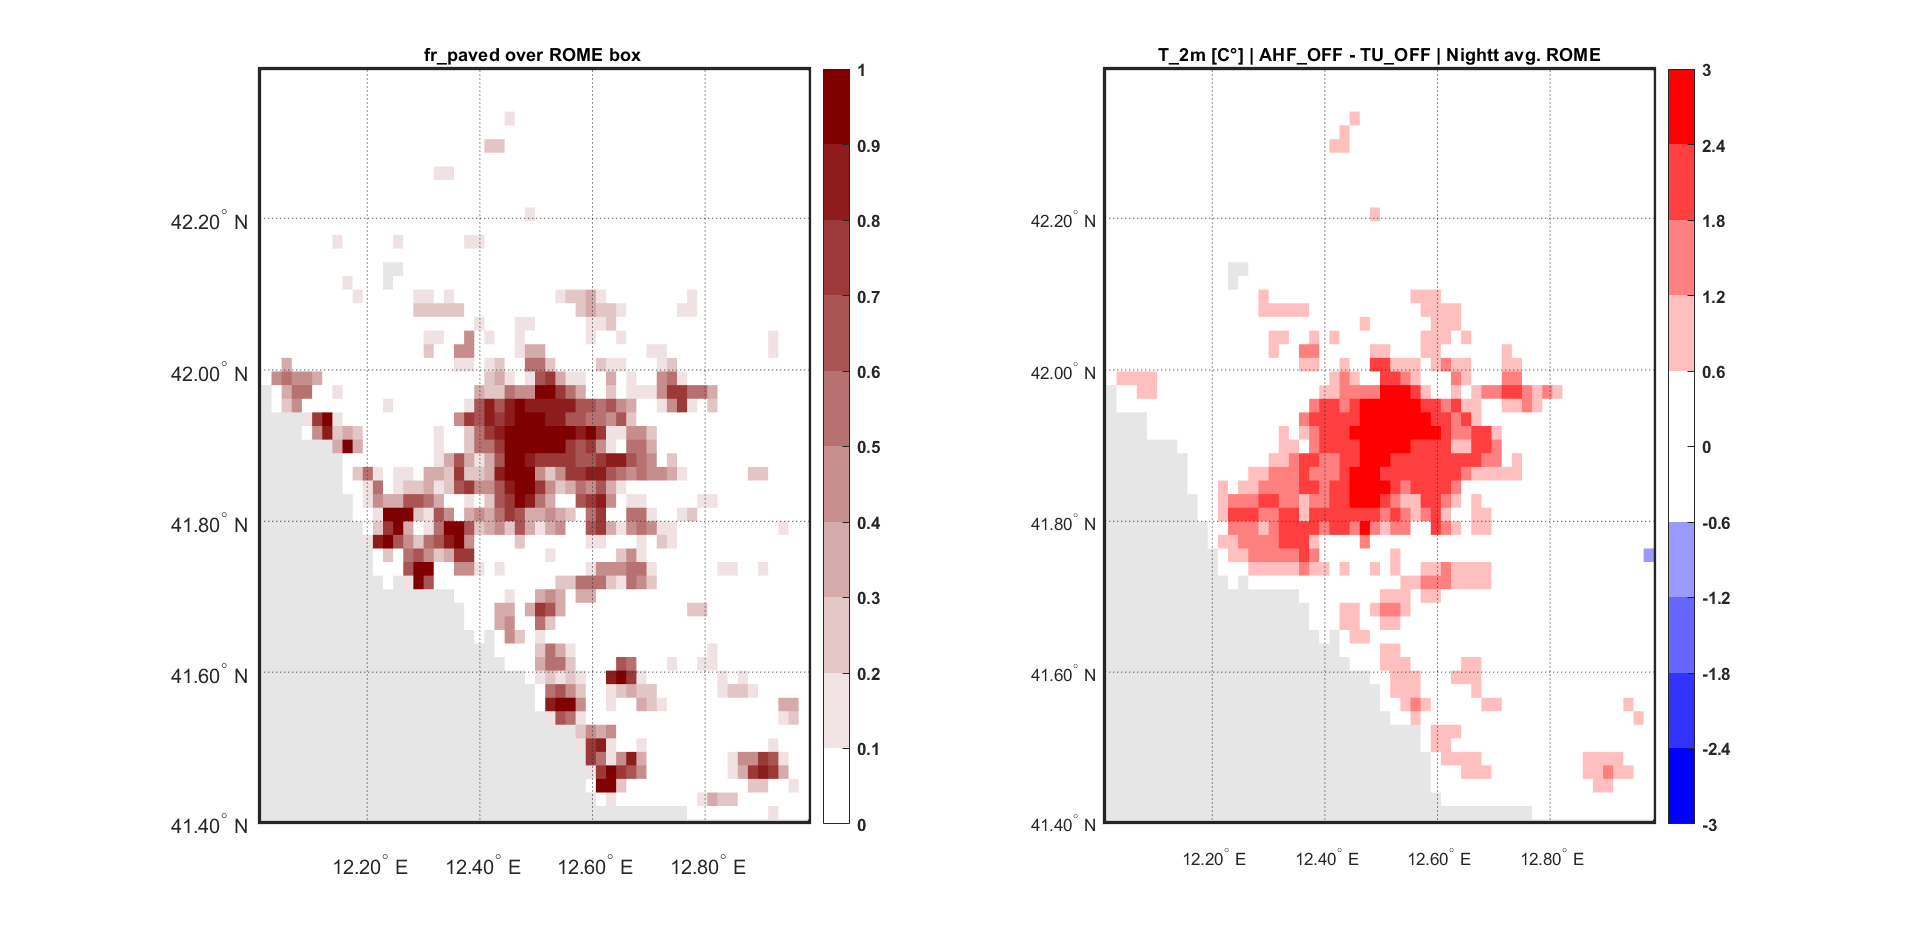 fr_paved over ROME box
42.20° N
42.00° N
41.80° N
41.60° N
41.40° N
12.20° E
12.40° E
12.60° E
12.80° E
1
0.9
0.8
0.7
0.6
0.5
0.4
0.3
0.2
0.1
0
T_2m [C°] | AHF_OFF - TU_OFF | Nightt avg. ROME
42.20° N
42.00° N
41.80° N
41.60° N
41.40° N
12.20° E
12.40° E
12.60° E
12.80° E
3
2.4
1.8
1.2
0.6
0
-0.6
-1.2
-1.8
-2.4
-3